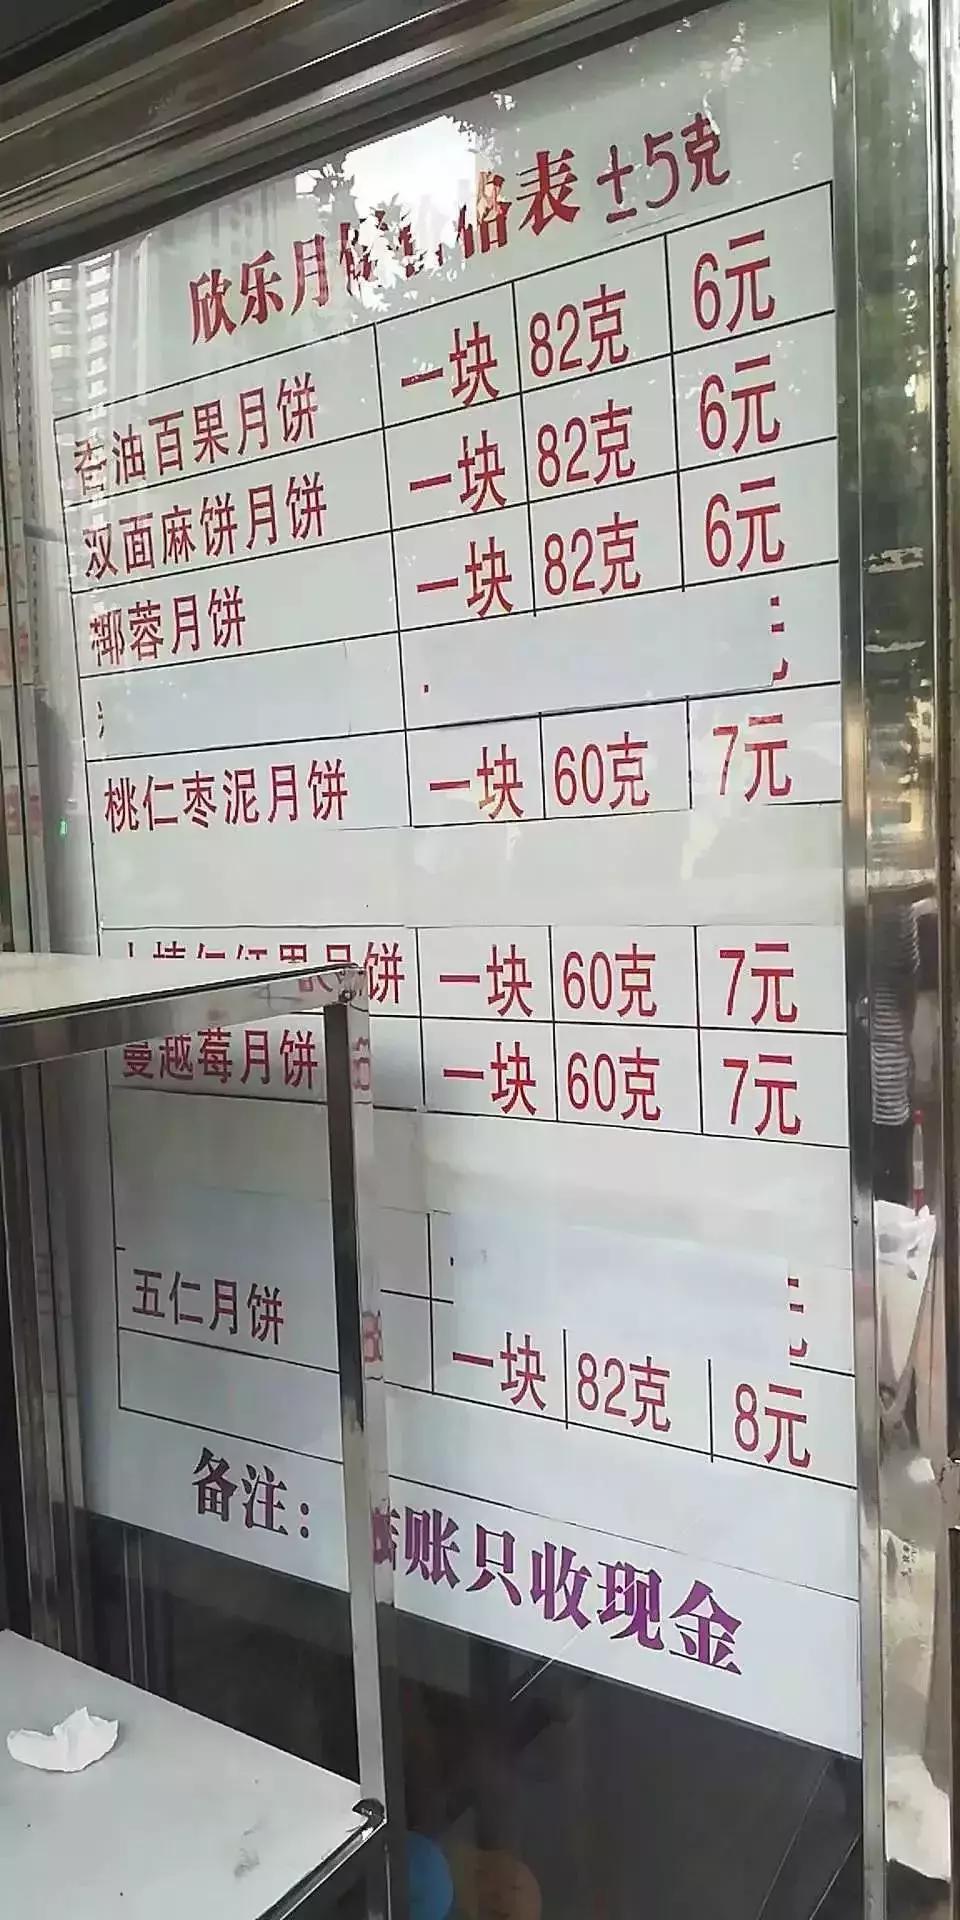 欣乐月饼价格表 ±5克
香油百果月饼 一块 82克 6元
双面麻饼月饼 一块 82克 6元
椰蓉月饼 一块 82克 6元
桃仁枣泥月饼 一块 60克 7元
月饼 一块 60克 7元
蔓越莓月饼 一块 60克 7元
五仁月饼 一块 82克 8元
备注：结账只收现金